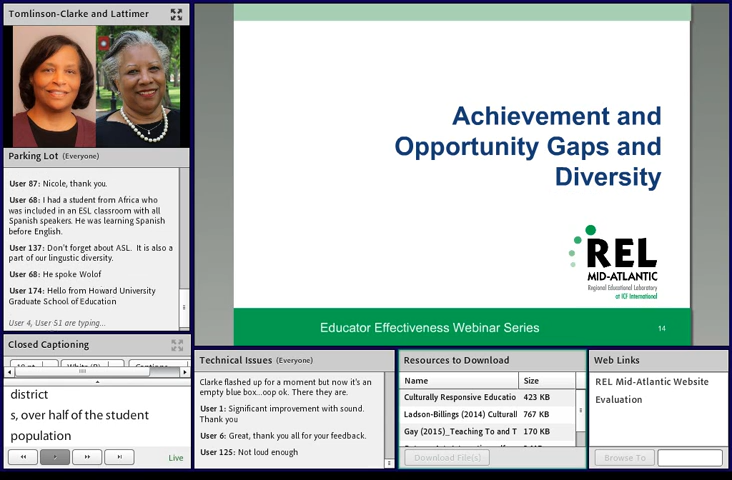 Tomlinson-Clarke and Lattimer
Parking Lot (Everyone)
User 87: Nicole, thank you.
User 68: I had a student from Africa who
was included in an ESL classroom with all
Spanish speakers. He was learning Spanish
before English.
User 137: Don't forget about ASL. It is also a
part of our lingustic diversity.
User 68: He spoke Wolof
User 174: Hello from Howard University
Graduate School of Education
User 4, User 51 are typing...
Closed Captioning
district
s, over half of the student
population
Live
Achievement and
Opportunity Gaps and
Diversity
REL
MID-ATLANTIC
Regional Educational Laboratory
at ICF International
Educator Effectiveness Webinar Series
14
Technical Issues (Everyone)
Clarke flashed up for a moment but now it's an
empty blue box...oop ok. There they are.
User 1: Significant improvement with sound.
Thank you
User 6: Great, thank you all for your feedback.
User 125: Not loud enough
Resources to Download
Name Size
Culturally Responsive Educatio 423 KB
Ladson-Billings (2014) Culturall 767 KB
Gay (2015)_Teaching To and T 170 KB
Download File(s)
Web Links
REL Mid-Atlantic Website
Evaluation
Browse To